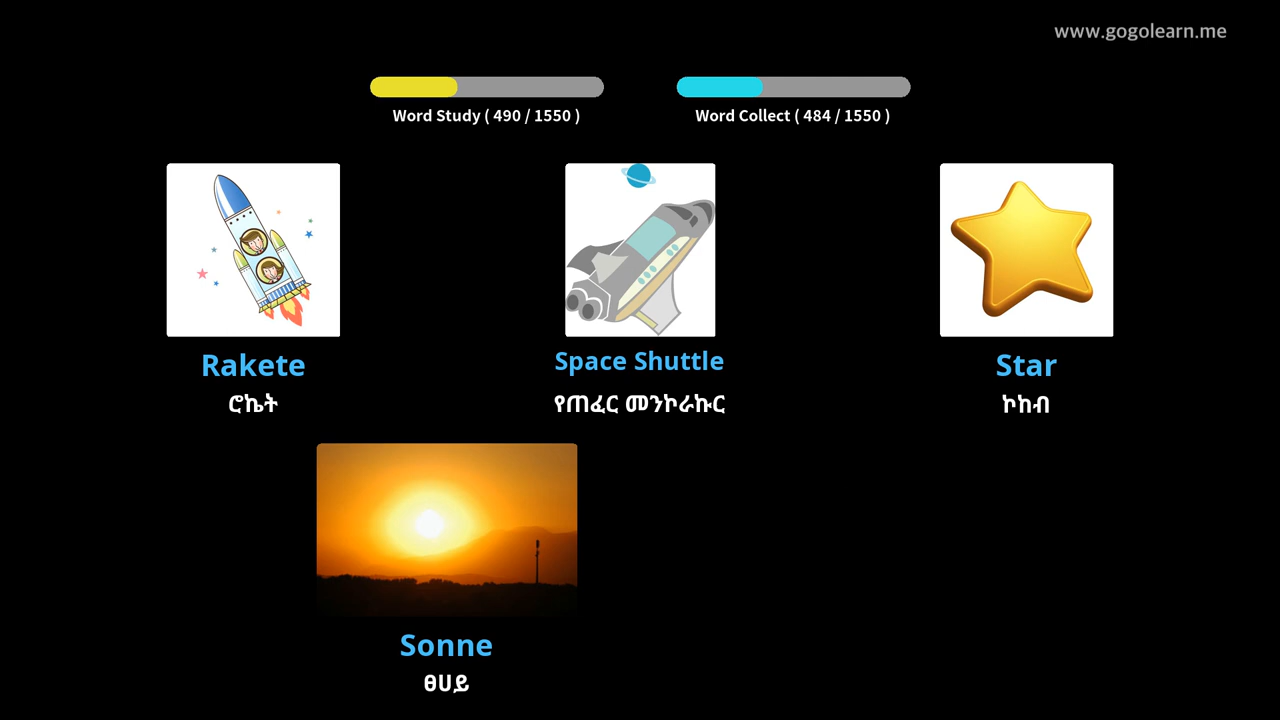 www.gogolearn.me
Word Study ( 490 / 1550 )
Word Collect ( 484 / 1550 )
Rakete
ሮኬት
Space Shuttle
የጠፈር መንኮራኩር
Star
ኮከብ
Sonne
ፀሀይ